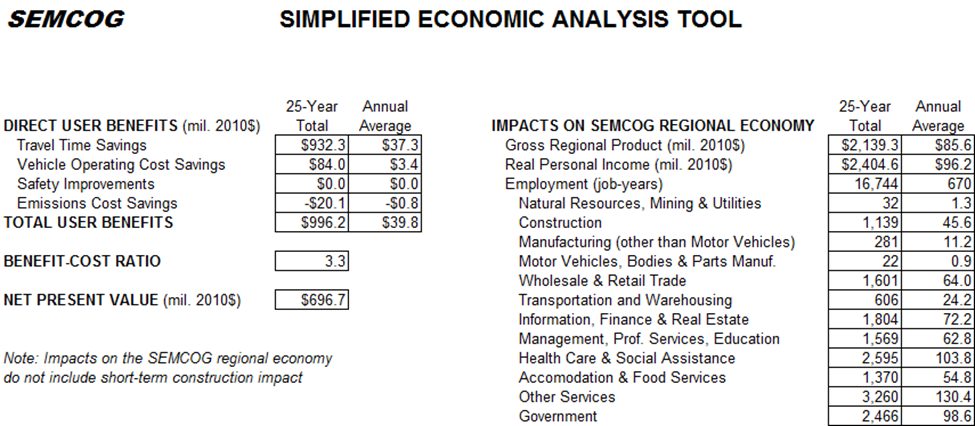 SEMCOG SIMPLIFIED ECONOMIC ANALYSIS TOOL
25-Year Annual
DIRECT USER BENEFITS (mil. 2010$) Total Average
Travel Time Savings $932.3 $37.3
Vehicle Operating Cost Savings $84.0 $3.4
Safety Improvements $0.0 $0.0
Emissions Cost Savings -$20.1 -$0.8
TOTAL USER BENEFITS $996.2 $39.8
BENEFIT-COST RATIO 3.3
NET PRESENT VALUE (mil. 2010$) $696.7
Note: Impacts on the SEMCOG regional economy
do not include short-term construction impact
25-Year Annual
IMPACTS ON SEMCOG REGIONAL ECONOMY Total Average
Gross Regional Product (mil. 2010$) $2,139.3 $85.6
Real Personal Income (mil. 2010$) $2,404.6 $96.2
Employment (job-years) 16,744 670
Natural Resources, Mining & Utilities 32 1.3
Construction 1,139 45.6
Manufacturing (other than Motor Vehicles) 281 11.2
Motor Vehicles, Bodies & Parts Manuf. 22 0.9
Wholesale & Retail Trade 1,601 64.0
Transportation and Warehousing 606 24.2
Information, Finance & Real Estate 1,804 72.2
Management, Prof. Services, Education 1,569 62.8
Health Care & Social Assistance 2,595 103.8
Accomodation & Food Services 1,370 54.8
Other Services 3,260 130.4
Government 2,466 98.6